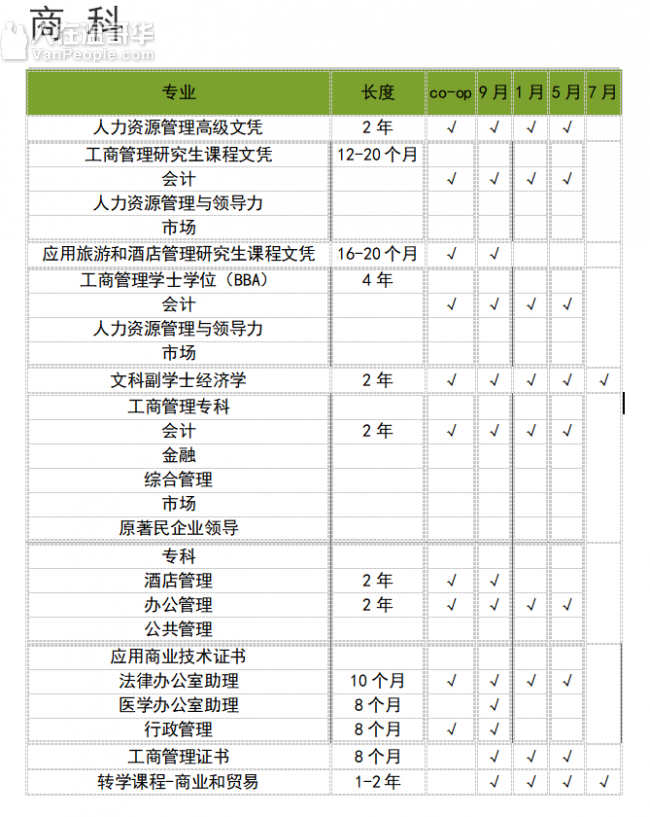 商 科
人在温哥华
VanPeople.com
专业 长度 co-op 9月 1月 5月 7月
人力资源管理高级文凭 2年 √ √ √ √
工商管理研究生课程文凭 12-20个月
会计 √ √ √ √
人力资源管理与领导力
市场
应用旅游和酒店管理研究生课程文凭 16-20个月 √ √
工商管理学士学位（BBA） 4年
会计 √ √ √ √
人力资源管理与领导力
市场
文科副学士经济学 2年 √ √ √ √ √
工商管理专科
会计 2年 √ √ √ √
金融
综合管理
市场
原著民企业领导
专科
酒店管理 2年 √ √
办公管理 2年 √ √ √ √
公共管理
应用商业技术证书
法律办公室助理 10个月 √ √ √ √
医学办公室助理 8个月 √
行政管理 8个月 √ √
工商管理证书 8个月 √ √ √
转学课程-商业和贸易 1-2年 √ √ √ √